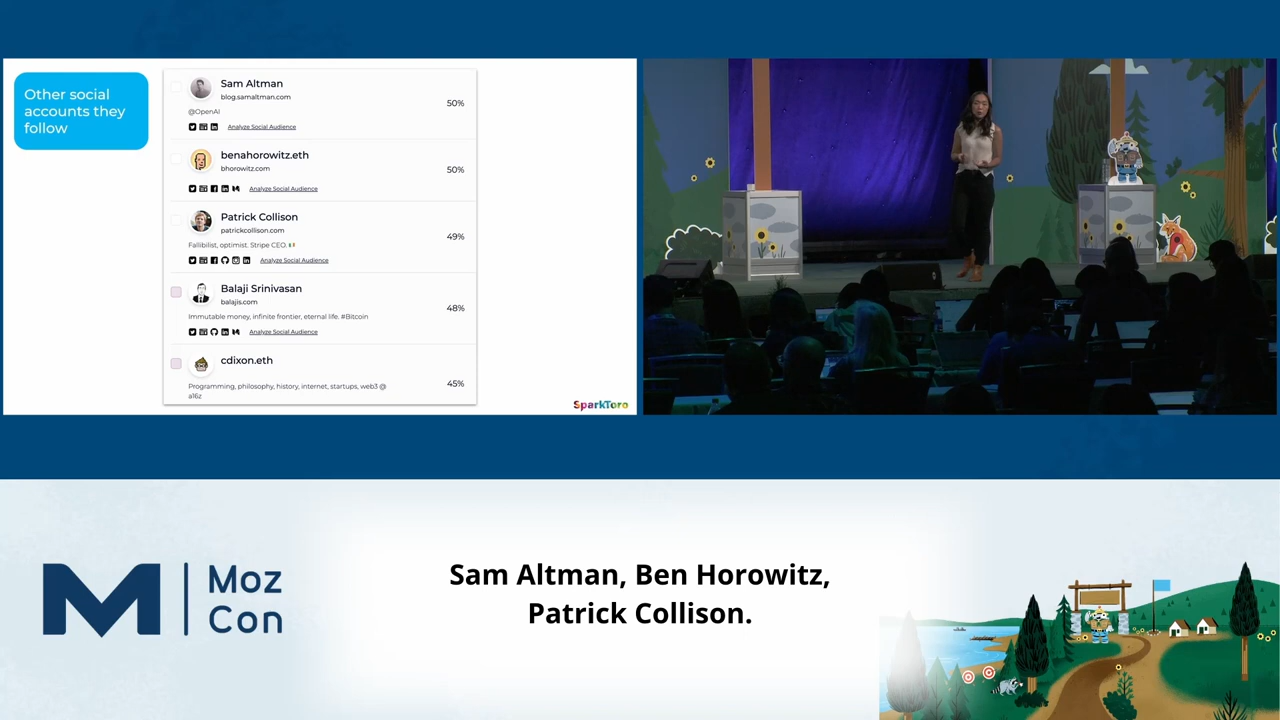 Other social
accounts they
follow
Sam Altman
blog.samaltman.com
50%
@OpenAI
Analyze Social Audience
benahorowitz.eth
bhorowitz.com
50%
Analyze Social Audience
Patrick Collison
patrickcollison.com
49%
Fallibilist, optimist. Stripe CEO.
Analyze Social Audience
Balaji Srinivasan
balajis.com
48%
Immutable money, infinite frontier, eternal life. #Bitcoin
Analyze Social Audience
cdixon.eth
45%
Programming, philosophy, history, internet, startups, web3 @
a16z
SparkToro
Moz
Con
Sam Altman, Ben Horowitz,
Patrick Collison.